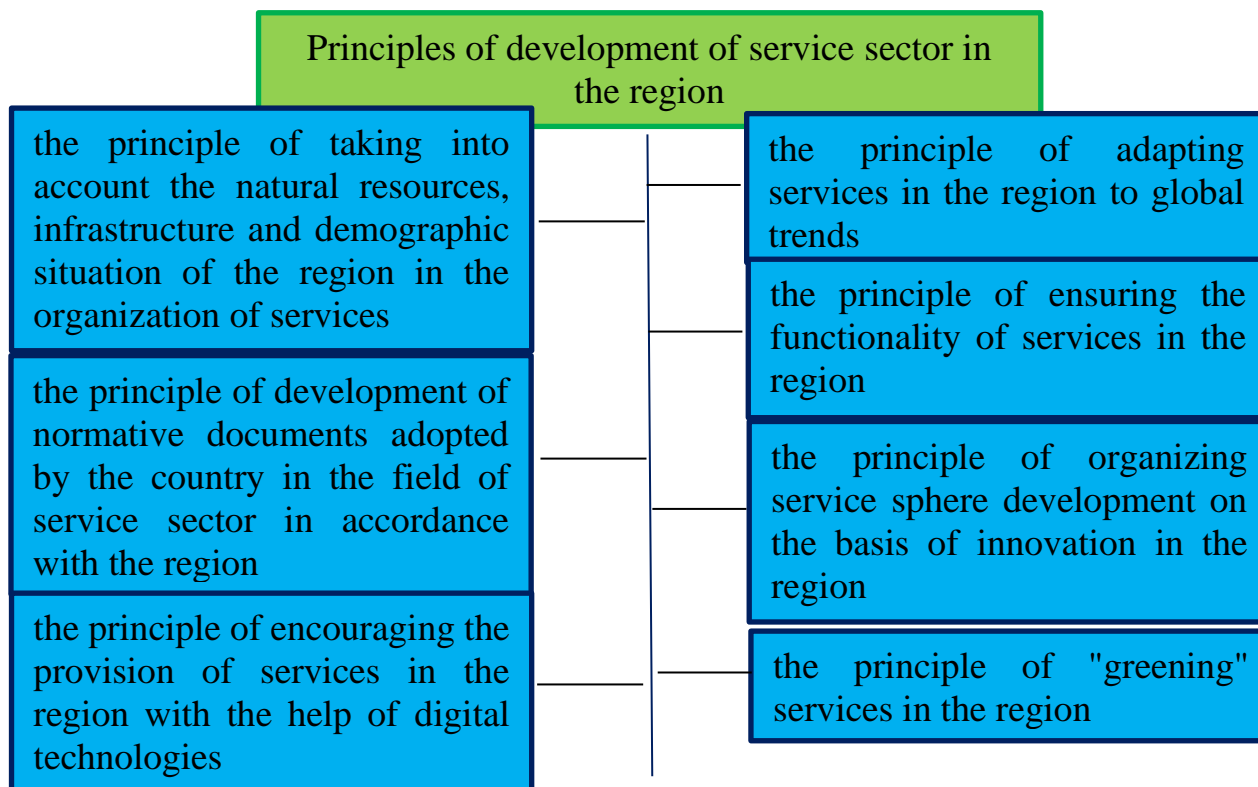 Principles of development of service sector in
the region
the principle of taking into
account the natural resources,
infrastructure and demographic
situation of the region in the
organization of services
the principle of development of
normative documents adopted
by the country in the field of
service sector in accordance
with the region
the principle of encouraging the
provision of services in the
region with the help of digital
technologies
the principle of adapting
services in the region to global
trends
the principle of ensuring the
functionality of services in the
region
the principle of organizing
service sphere development on
the basis of innovation in the
region
the principle of "greening"
services in the region